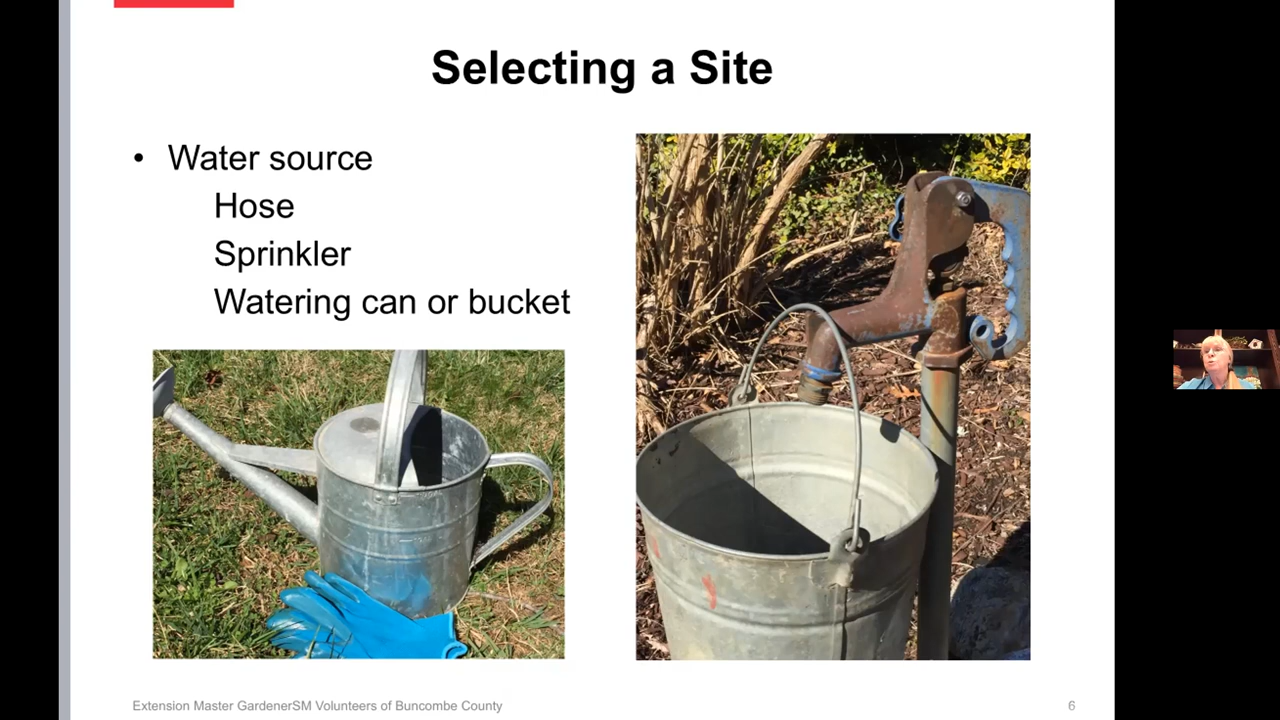 Selecting a Site
• Water source
Hose
Sprinkler
Watering can or bucket
Extension Master GardenerSM Volunteers of Buncombe County
6